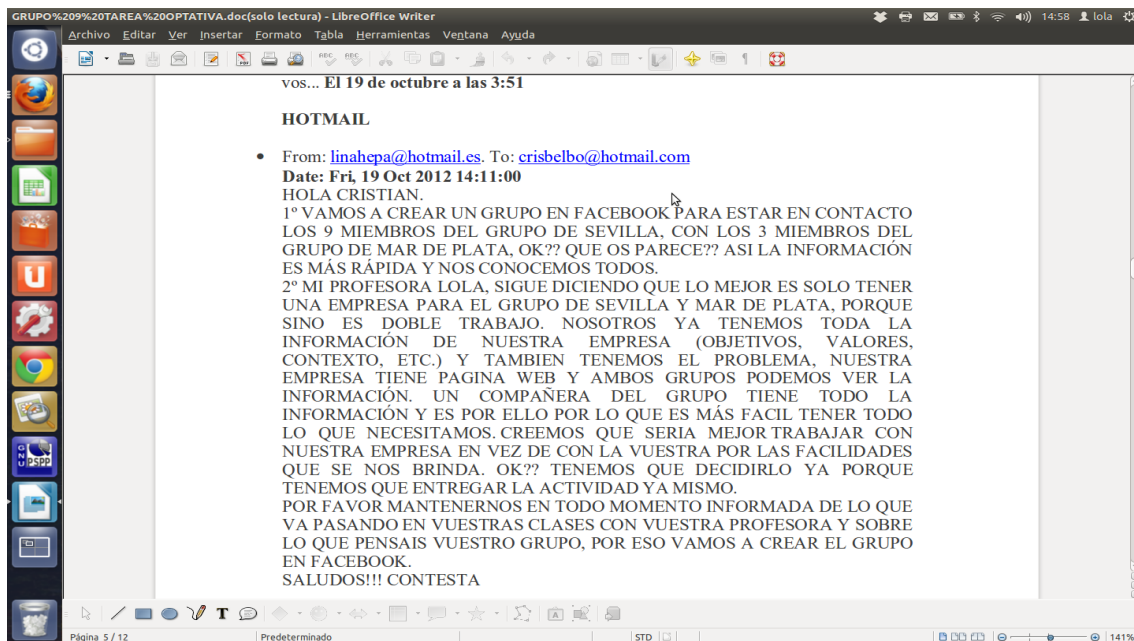 GRUPO%209%20TAREA%20OPTATIVA.doc(solo lectura) - LibreOffice Writer
14:58 lola
Archivo Editar Ver Insertar Formato Tabla Herramientas Ventana Ayuda
vos... El 19 de octubre a las 3:51
HOTMAIL
• From: linahepa@hotmail.es. To: crisbelbo@hotmail.com
Date: Fri, 19 Oct 2012 14:11:00
HOLA CRISTIAN.
1º VAMOS A CREAR UN GRUPO EN FACEBOOK PARA ESTAR EN CONTACTO
LOS 9 MIEMBROS DEL GRUPO DE SEVILLA, CON LOS 3 MIEMBROS DEL
GRUPO DE MAR DE PLATA, OK?? QUE OS PARECE?? ASI LA INFORMACIÓN
ES MÁS RÁPIDA Y NOS CONOCEMOS TODOS.
2º MI PROFESORA LOLA, SIGUE DICIENDO QUE LO MEJOR ES SOLO TENER
UNA EMPRESA PARA EL GRUPO DE SEVILLA Y MAR DE PLATA, PORQUE
SINO ES DOBLE TRABAJO. NOSOTROS YA TENEMOS TODA LA
INFORMACIÓN DE NUESTRA EMPRESA (OBJETIVOS, VALORES,
CONTEXTO, ETC.) Y TAMBIEN TENEMOS EL PROBLEMA, NUESTRA
EMPRESA TIENE PAGINA WEB Y AMBOS GRUPOS PODEMOS VER LA
INFORMACIÓN. UN COMPAÑERA DEL GRUPO TIENE TODO LA
INFORMACIÓN Y ES POR ELLO POR LO QUE ES MÁS FACIL TENER TODO
LO QUE NECESITAMOS. CREEMOS QUE SERIA MEJOR TRABAJAR CON
NUESTRA EMPRESA EN VEZ DE CON LA VUESTRA POR LAS FACILIDADES
QUE SE NOS BRINDA. OK?? TENEMOS QUE DECIDIRLO YA PORQUE
TENEMOS QUE ENTREGAR LA ACTIVIDAD YA MISMO.
POR FAVOR MANTENERNOS EN TODO MOMENTO INFORMADA DE LO QUE
VA PASANDO EN VUESTRAS CLASES CON VUESTRA PROFESORA Y SOBRE
LO QUE PENSAIS VUESTRO GRUPO, POR ESO VAMOS A CREAR EL GRUPO
EN FACEBOOK.
SALUDOS!!! CONTESTA
GNU PSPP
Página 5 / 12 Predeterminado STD 141%